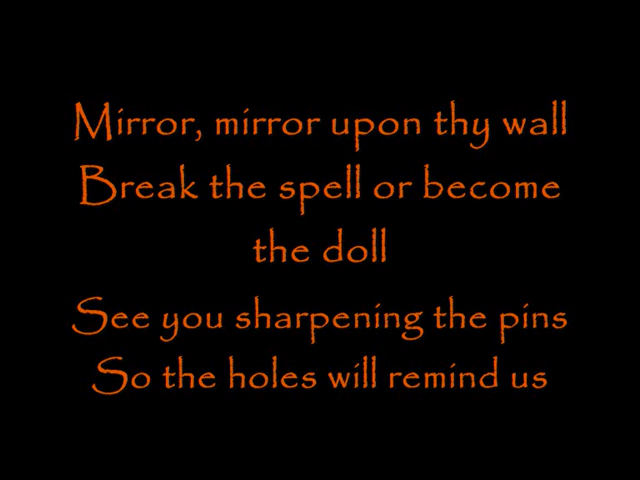 Mirror, mirror upon thy wall
Break the spell or become
the doll
See you sharpening the pins
So the holes will remind us